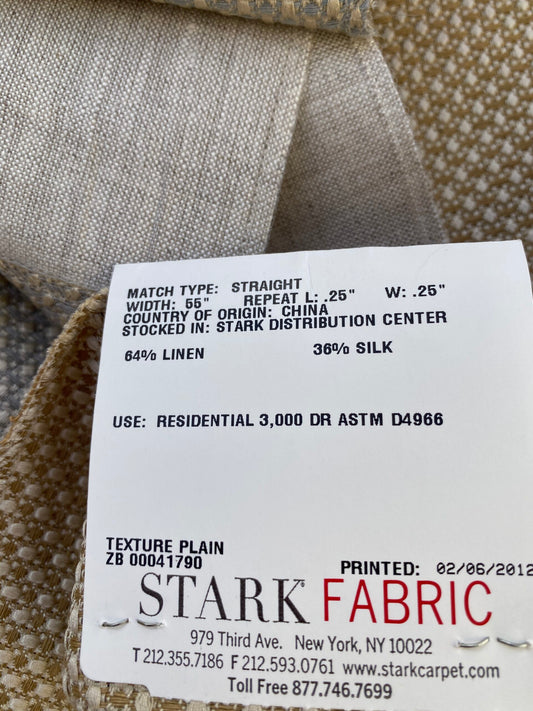 MATCH TYPE: STRAIGHT
WIDTH: 55" REPEAT L: .25" W: .25"
COUNTRY OF ORIGIN: CHINA
STOCKED IN: STARK DISTRIBUTION CENTER
64% LINEN 36% SILK
USE: RESIDENTIAL 3,000 DR ASTM D4966
TEXTURE PLAIN
ZB 00041790
PRINTED: 02/06/2012
STARK® FABRIC
979 Third Ave. New York, NY 10022
T 212.355.7186 F 212.593.0761 www.starkcarpet.com
Toll Free 877.746.7699